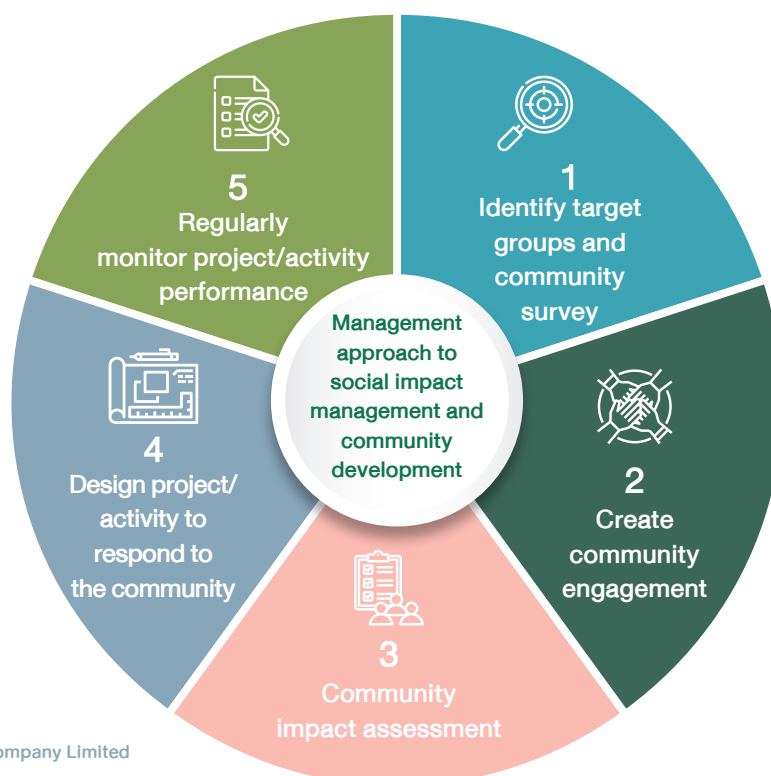 1
Identify target
groups and
community
survey
2
Create
community
engagement
3
Community
impact assessment
4
Design project/
activity to
respond to
the community
5
Regularly
monitor project/activity
performance
Management
approach to
social impact
management and
community
development
ompany Limited